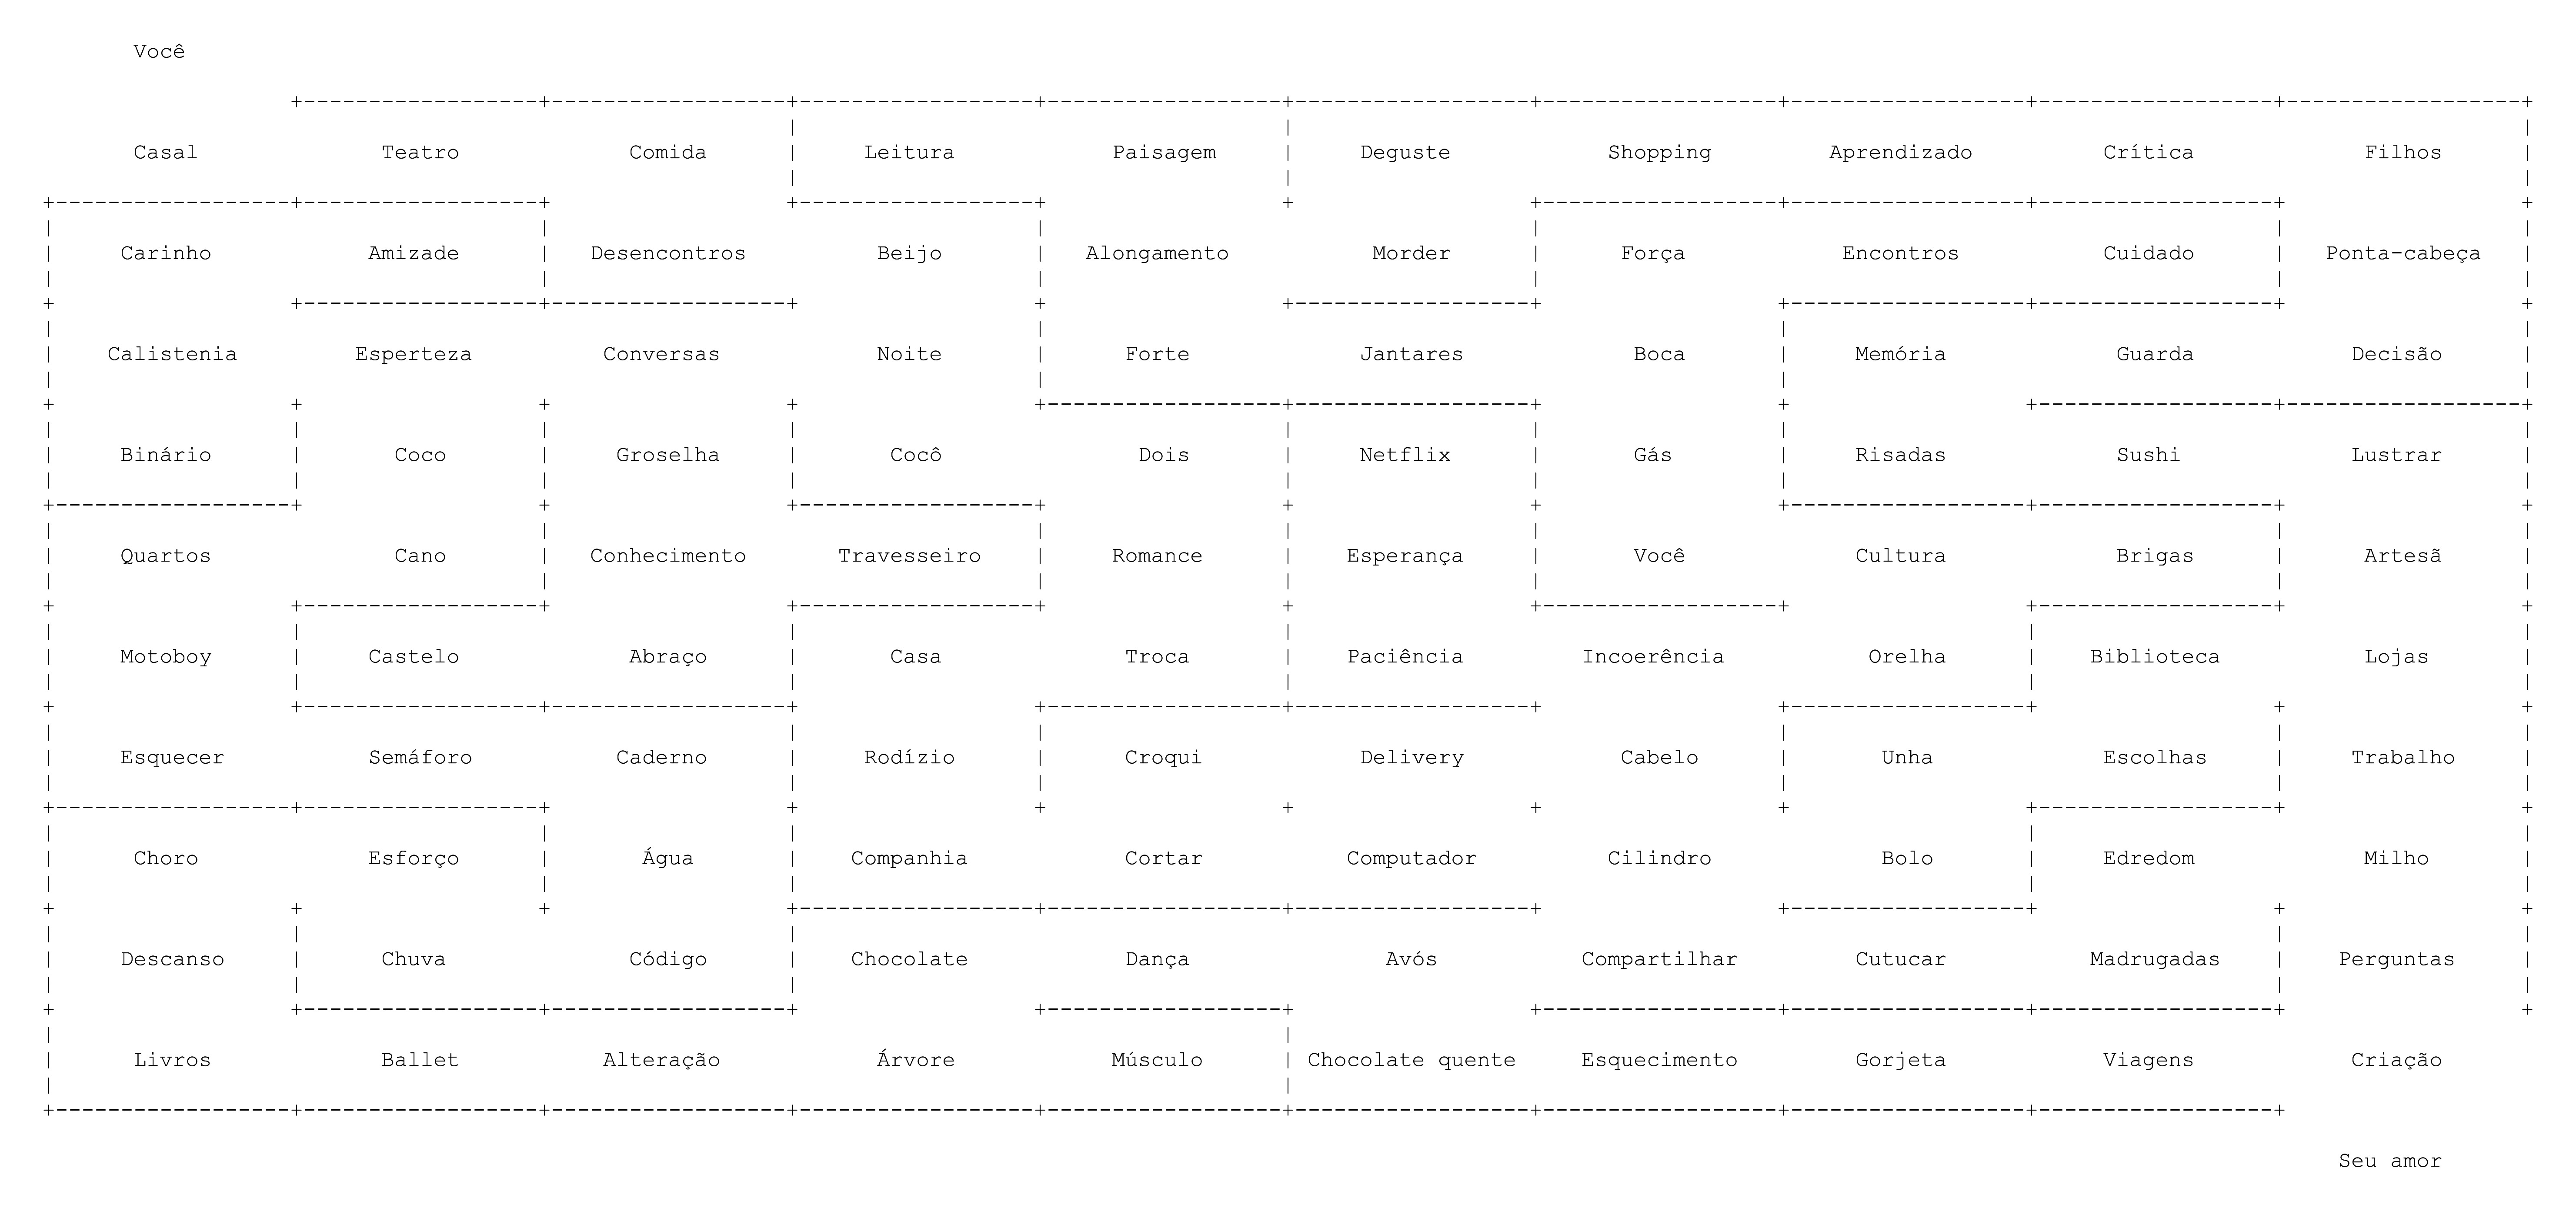 Você
Casal Teatro Comida Leitura Paisagem Deguste Shopping Aprendizado Crítica Filhos
Carinho Amizade Desencontros Beijo Alongamento Morder Força Encontros Cuidado Ponta-cabeça
Calistenia Esperteza Conversas Noite Forte Jantares Boca Memória Guarda Decisão
Binário Coco Groselha Cocô Dois Netflix Gás Risadas Sushi Lustrar
Quartos Cano Conhecimento Travesseiro Romance Esperança Você Cultura Brigas Artesã
Motoboy Castelo Abraço Casa Troca Paciência Incoerência Orelha Biblioteca Lojas
Esquecer Semáforo Caderno Rodízio Croqui Delivery Cabelo Unha Escolhas Trabalho
Choro Esforço Água Companhia Cortar Computador Cilindro Bolo Edredom Milho
Descanso Chuva Código Chocolate Dança Avós Compartilhar Cutucar Madrugadas Perguntas
Livros Ballet Alteração Árvore Músculo Chocolate quente Esquecimento Gorjeta Viagens Criação
Seu amor